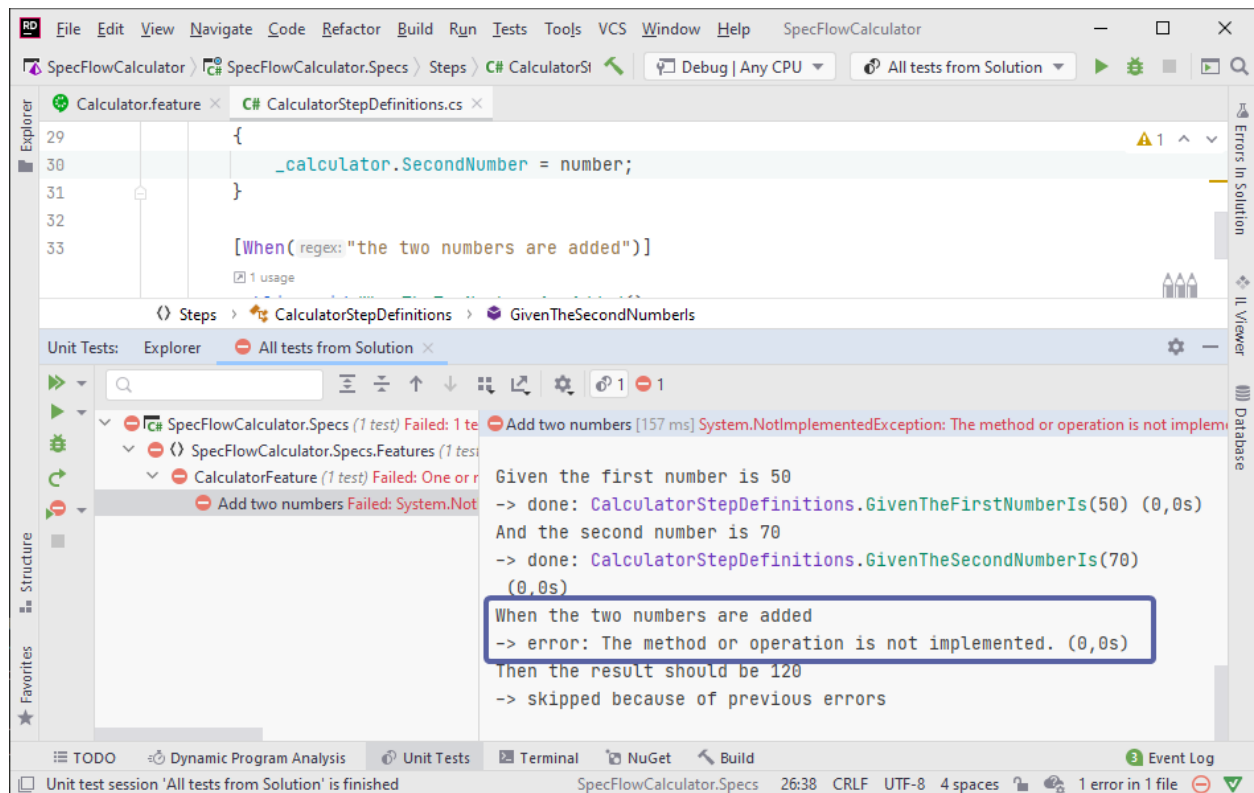 RD File Edit View Navigate Code Refactor Build Run Tests Tools VCS Window Help SpecFlowCalculator
SpecFlowCalculator C# SpecFlowCalculator.Specs Steps C# CalculatorSt Debug | Any CPU All tests from Solution
Explorer
Calculator.feature C# CalculatorStepDefinitions.cs
29 {
1
30 _calculator.SecondNumber = number;
31 }
32
33 [When( regex: "the two numbers are added")]
1 usage
Steps CalculatorStepDefinitions GivenTheSecondNumberIs
Errors In Solution
IL Viewer
Database
Unit Tests: Explorer All tests from Solution
1 1
C# SpecFlowCalculator.Specs (1 test) Failed: 1 te
SpecFlowCalculator.Specs.Features (1 test
CalculatorFeature (1 test) Failed: One or r
Add two numbers Failed: System.Not
Add two numbers [157 ms] System.NotImplementedException: The method or operation is not implem
Given the first number is 50
-> done: CalculatorStepDefinitions.GivenTheFirstNumberIs(50) (0,0s)
And the second number is 70
-> done: CalculatorStepDefinitions.GivenTheSecondNumberIs(70)
(0,0s)
When the two numbers are added
-> error: The method or operation is not implemented. (0,0s)
Then the result should be 120
-> skipped because of previous errors
Structure
Favorites
TODO Dynamic Program Analysis Unit Tests Terminal NuGet Build 3 Event Log
Unit test session 'All tests from Solution' is finished SpecFlowCalculator.Specs 26:38 CRLF UTF-8 4 spaces 1 error in 1 file